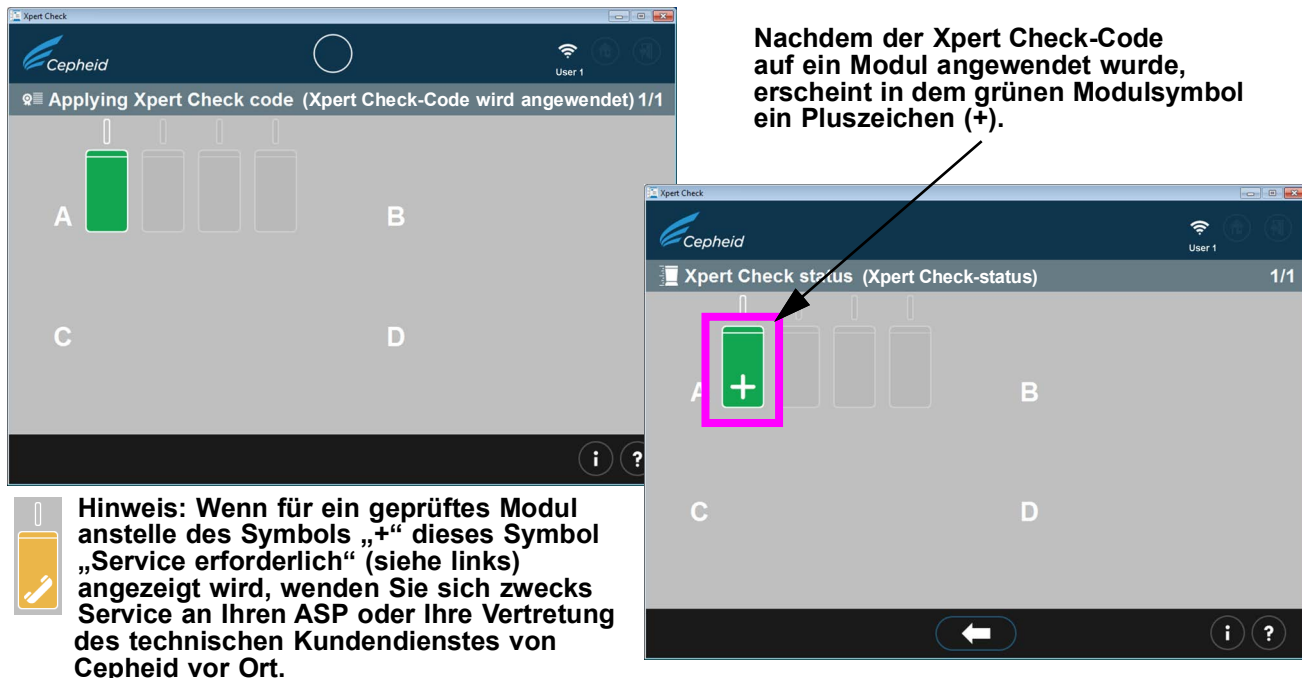 Xpert Check
Cepheid
User 1
Applying Xpert Check code (Xpert Check-Code wird angewendet) 1/1
A
B
C
D
i ?
Nachdem der Xpert Check-Code
auf ein Modul angewendet wurde,
erscheint in dem grünen Modulsymbol
ein Pluszeichen (+).
Xpert Check
Cepheid
User 1
Xpert Check status (Xpert Check-status) 1/1
A
+
B
C
D
i ?
Hinweis: Wenn für ein geprüftes Modul
anstelle des Symbols „+“ dieses Symbol
„Service erforderlich“ (siehe links)
angezeigt wird, wenden Sie sich zwecks
Service an Ihren ASP oder Ihre Vertretung
des technischen Kundendienstes von
Cepheid vor Ort.